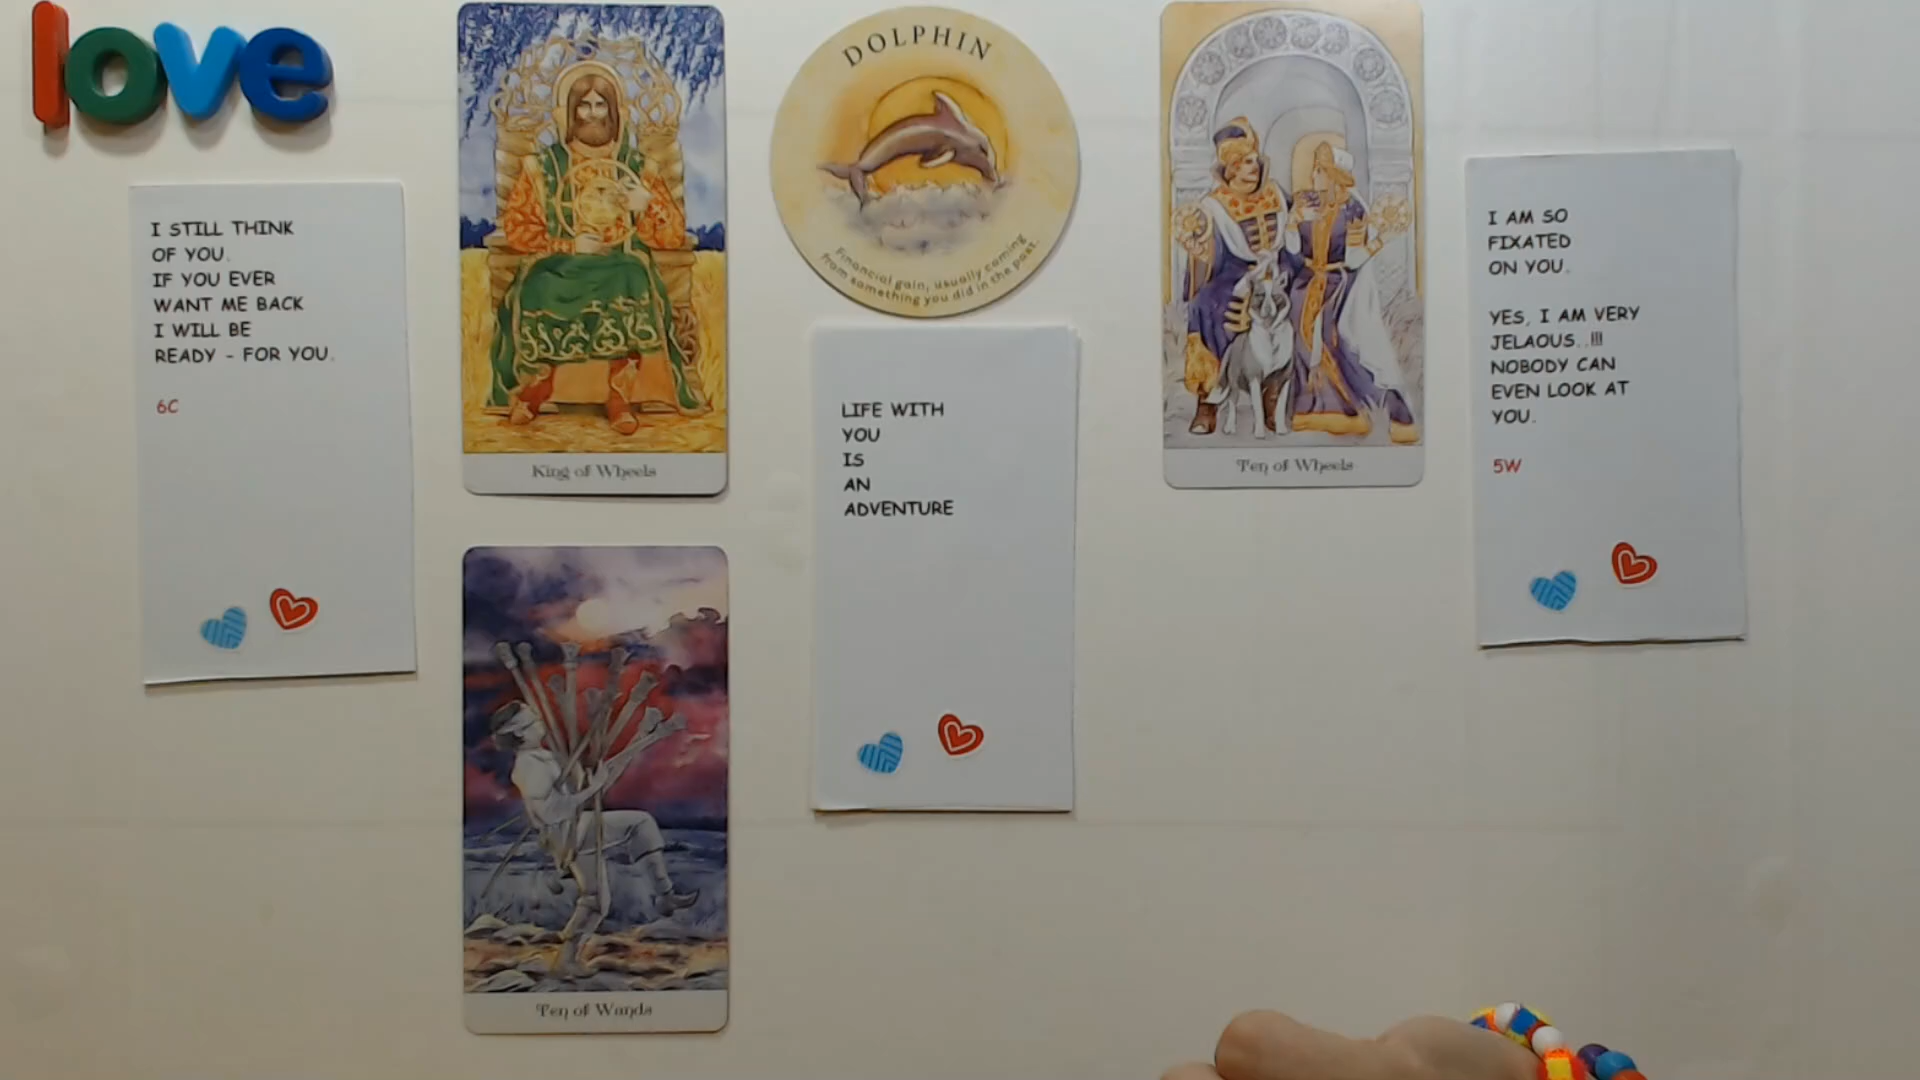 love
I STILL THINK
OF YOU.
IF YOU EVER
WANT ME BACK
I WILL BE
READY - FOR YOU.
6C
King of Wheels
Ten of Wands
DOLPHIN
Financial gain, usually coming
from something you did in the past.
LIFE WITH
YOU
IS
AN
ADVENTURE
Ten of Wheels
I AM SO
FIXATED
ON YOU.
YES, I AM VERY
JELAOUS..!!!
NOBODY CAN
EVEN LOOK AT
YOU.
5W